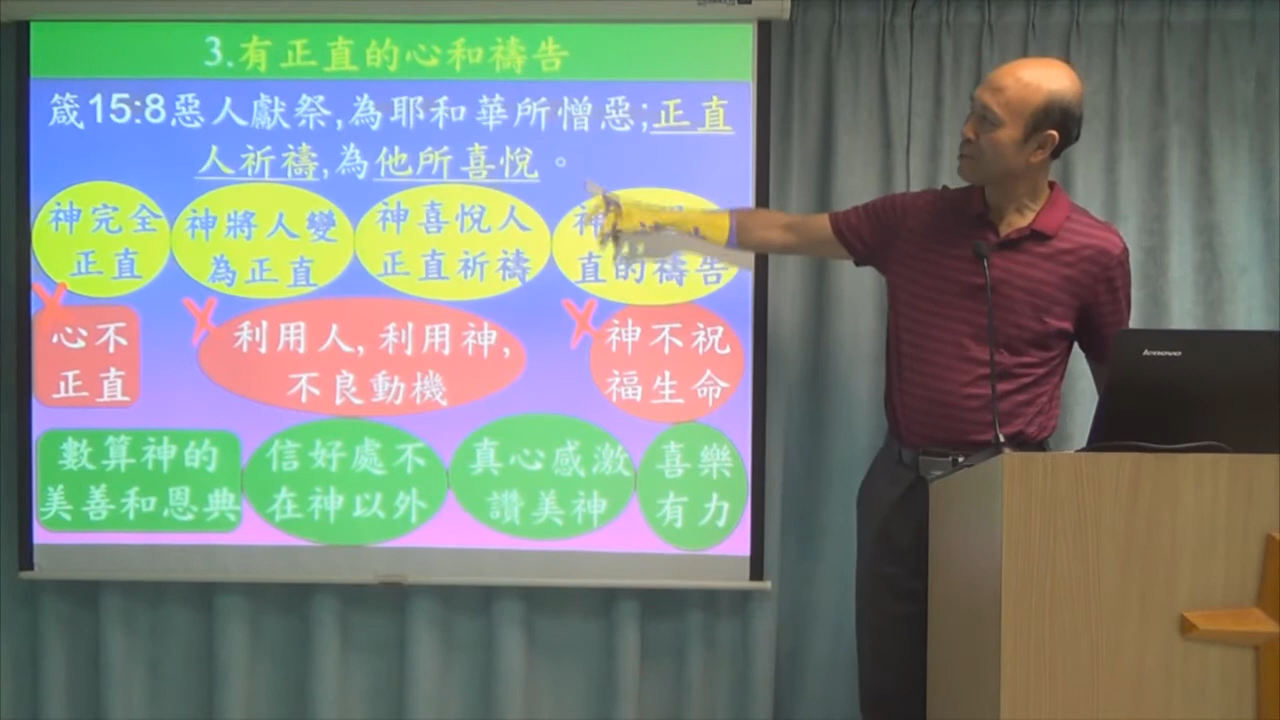 3.有正直的心和禱告
箴15:8惡人獻祭,為耶和華所憎惡;正直
人祈禱,為他所喜悅。
神完全
正直
神將人變
為正直
神喜悅人
正直祈禱
神
直的禱告
心不
正直
利用人,利用神,
不良動機
神不祝
福生命
數算神的
美善和恩典
信好處不
在神以外
真心感激
讚美神
喜樂
有力
lenovo